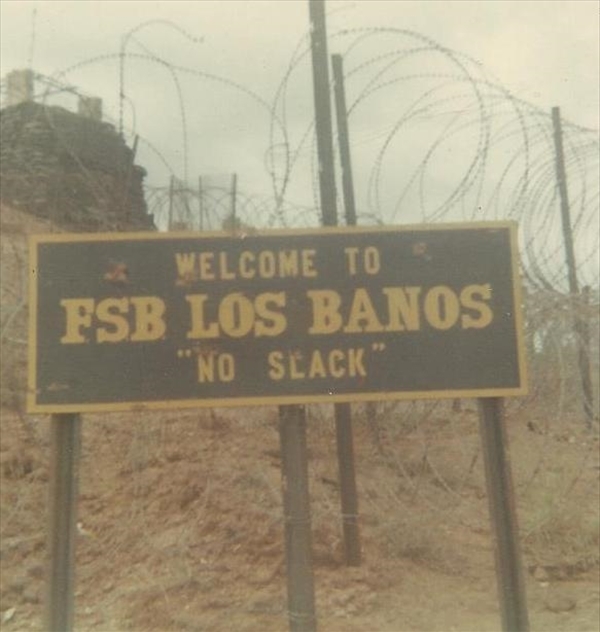 WELCOME TO
FSB LOS BANOS
"NO SLACK"